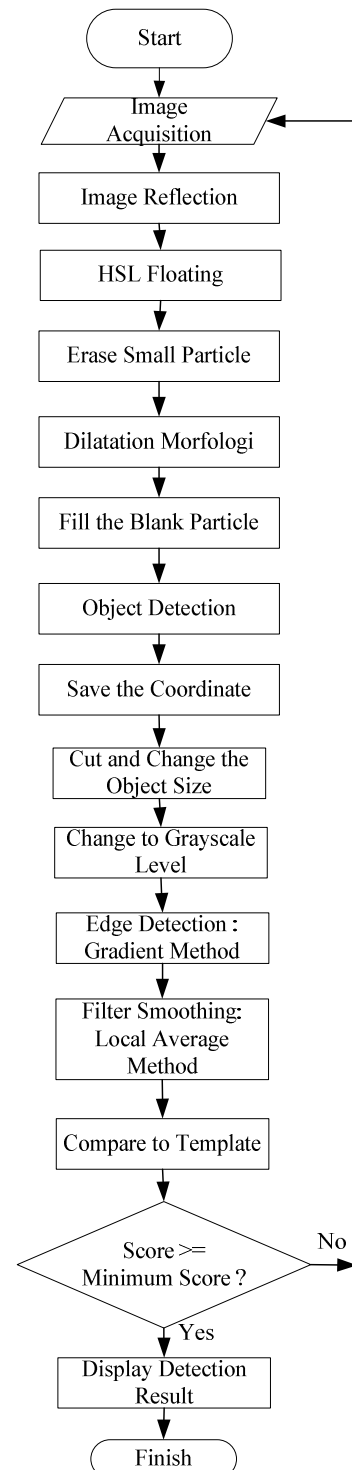 Start
Image
Acquisition
Image Reflection
HSL Floating
Erase Small Particle
Dilatation Morfologi
Fill the Blank Particle
Object Detection
Save the Coordinate
Cut and Change the
Object Size
Change to Grayscale
Level
Edge Detection :
Gradient Method
Filter Smoothing:
Local Average
Method
Compare to Template
Score >=
Minimum Score ?
No
Yes
Display Detection
Result
Finish